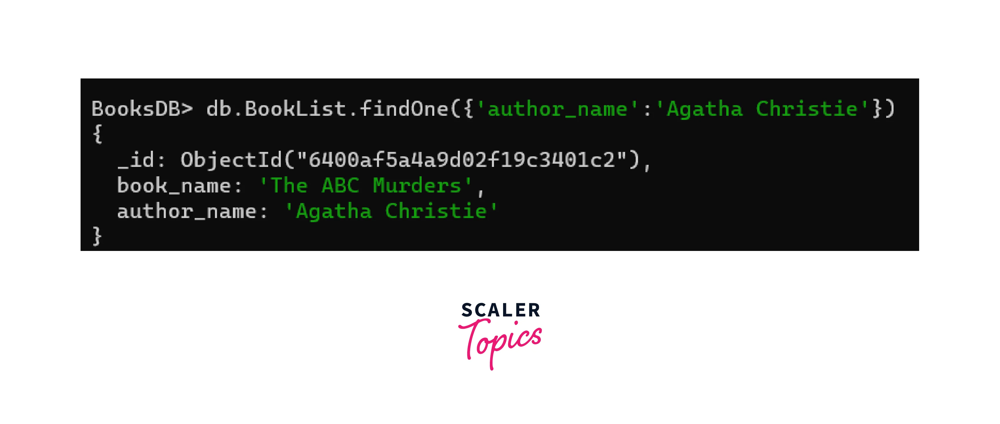 BooksDB> db.BookList.findOne({'author_name':'Agatha Christie'})
{
  _id: ObjectId("6400af5a4a9d02f19c3401c2"),
  book_name: 'The ABC Murders',
  author_name: 'Agatha Christie'
}
SCALER
Topics